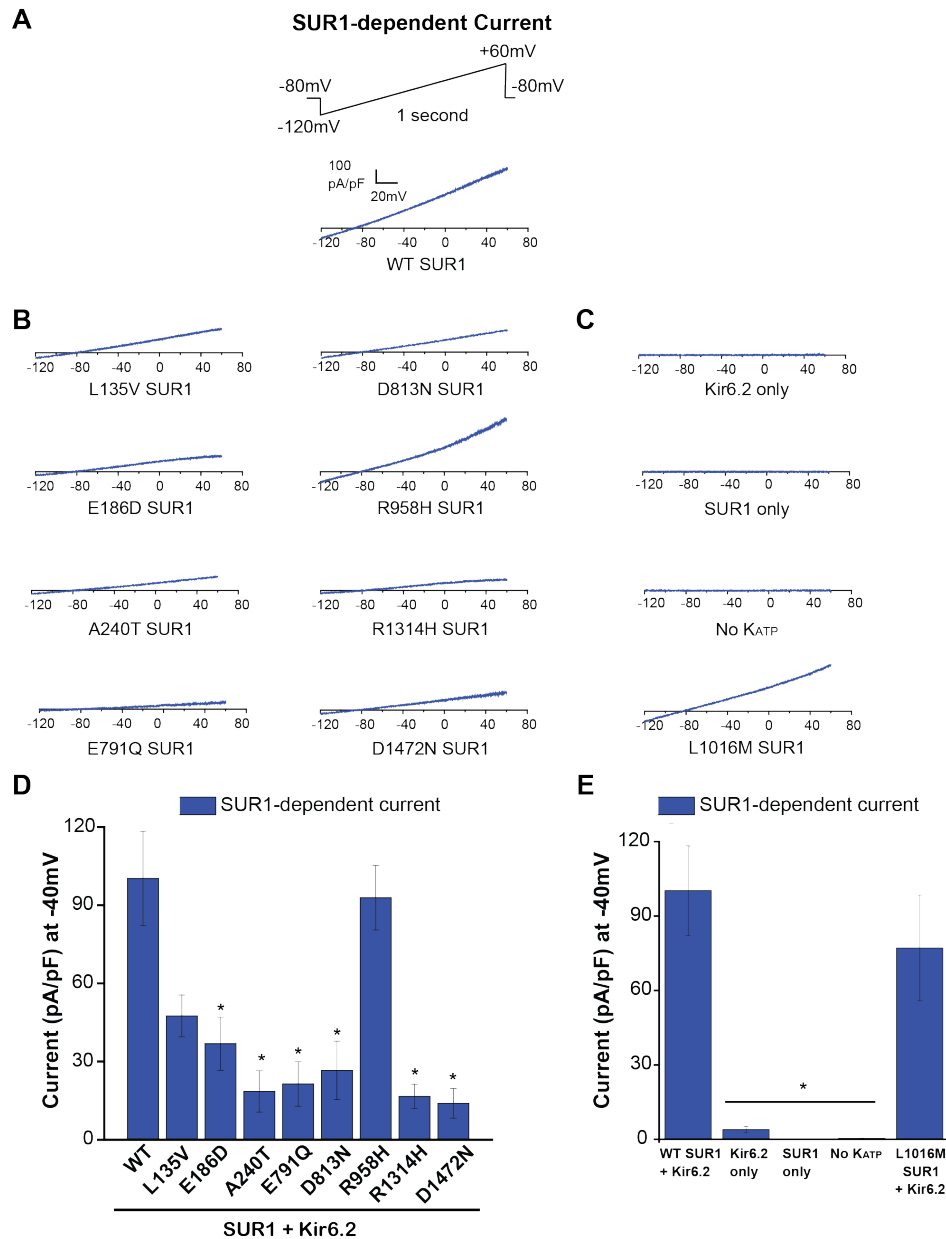 A
SUR1-dependent Current
+60mV
-80mV
-80mV
-120mV
1 second
100
pA/pF
20mV
-120 -80 -40 0 40 80
WT SUR1
B
C
-120 -80 -40 0 40 80
L135V SUR1
-120 -80 -40 0 40 80
D813N SUR1
-120 -80 -40 0 40 80
Kir6.2 only
-120 -80 -40 0 40 80
E186D SUR1
-120 -80 -40 0 40 80
R958H SUR1
-120 -80 -40 0 40 80
SUR1 only
-120 -80 -40 0 40 80
A240T SUR1
-120 -80 -40 0 40 80
R1314H SUR1
-120 -80 -40 0 40 80
No KATP
-120 -80 -40 0 40 80
E791Q SUR1
-120 -80 -40 0 40 80
D1472N SUR1
-120 -80 -40 0 40 80
L1016M SUR1
D
SUR1-dependent current
Current (pA/pF) at -40mV
120
90
60
30
0
* * * * * *
WT L135V E186D A240T E791Q D813N R958H R1314H D1472N
SUR1 + Kir6.2
E
SUR1-dependent current
Current (pA/pF) at -40mV
120
90
60
30
0
*
WT SUR1
+ Kir6.2
Kir6.2
only
SUR1
only
No KATP
L1016M
SUR1
+ Kir6.2